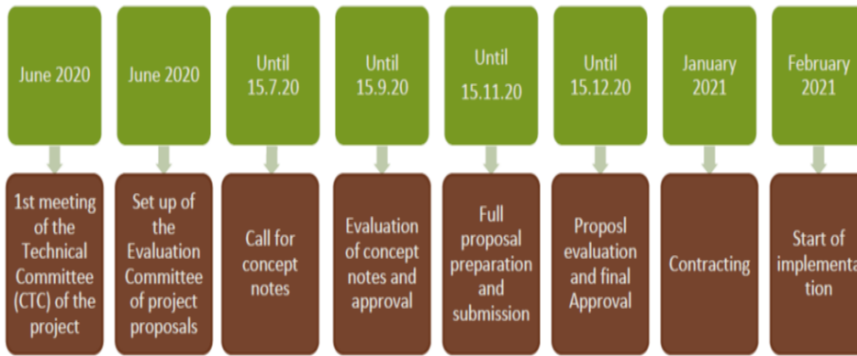 June 2020
June 2020
Until
15.7.20
Until
15.9.20
Until
15.11.20
Until
15.12.20
January
2021
February
2021
1st meeting
of the
Technical
Committee
(CTC) of the
project
Set up of
the
Evaluation
Committee
of project
proposals
Call for
concept
notes
Evaluation
of concept
notes and
approval
Full
proposal
preparation
and
submission
Proposl
evaluation
and final
Approval
Contracting
Start of
implementa
tion